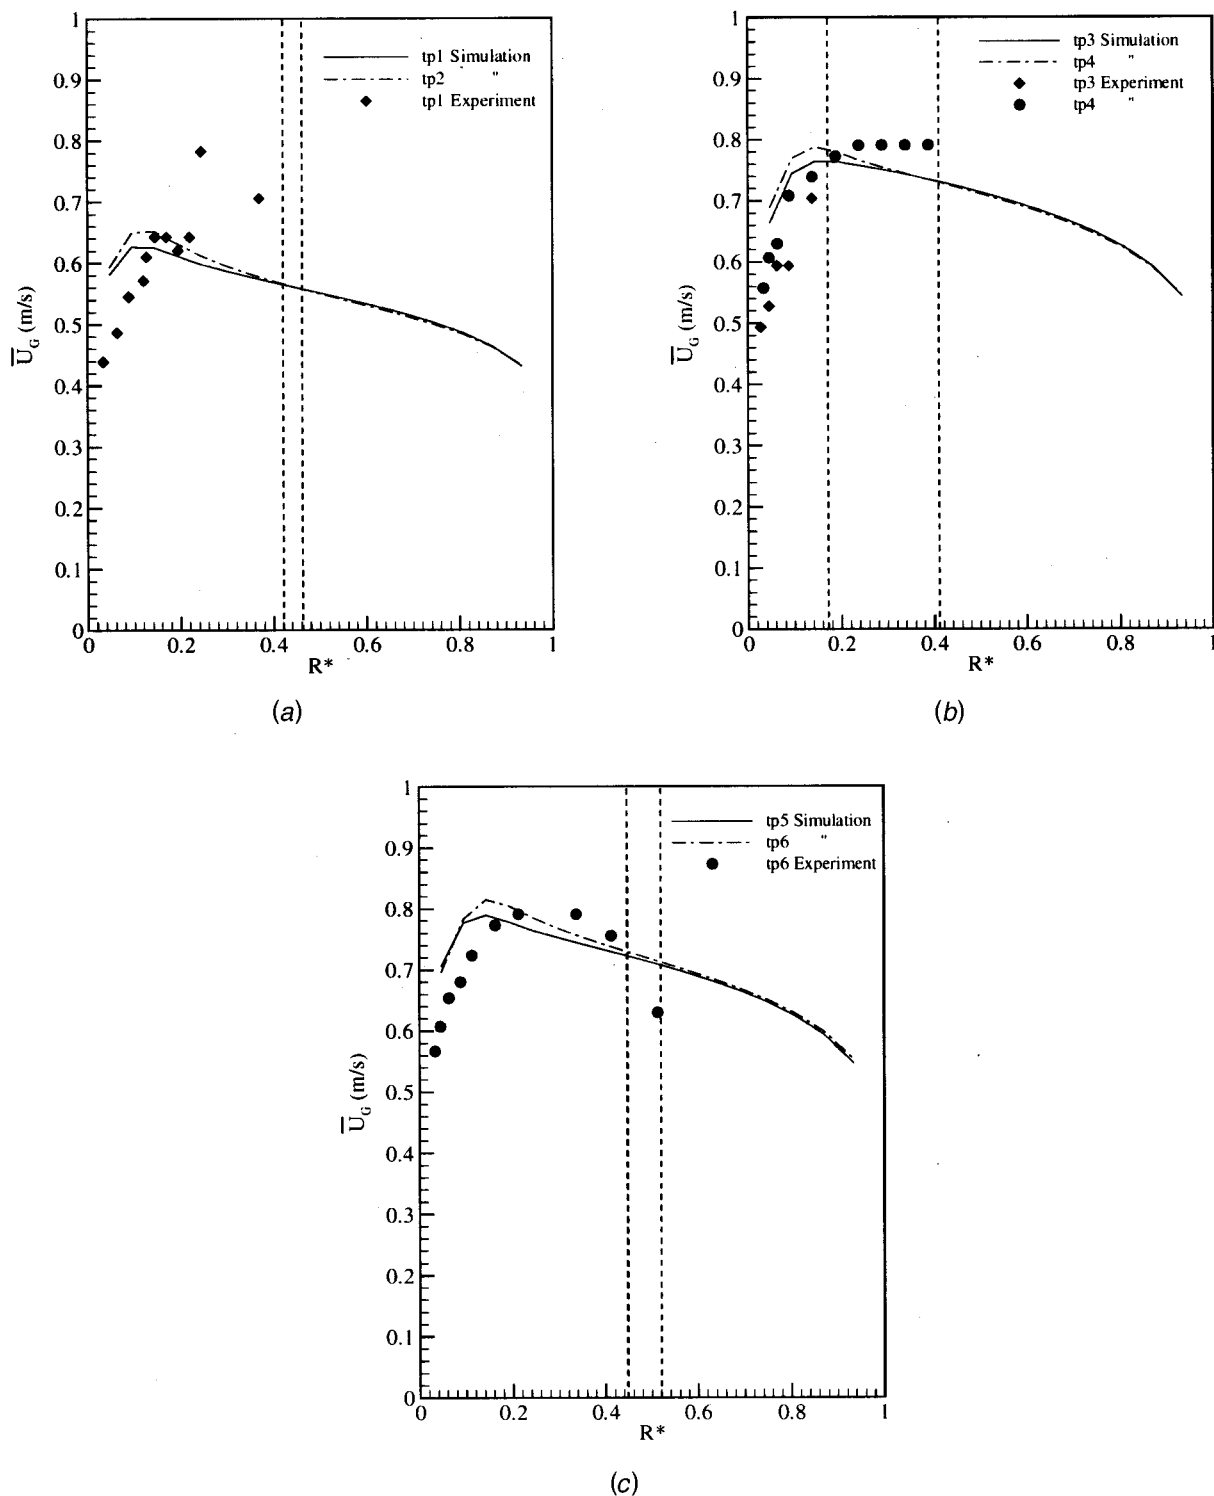 1
0.9
0.8
0.7
0.6
0.5
0.4
0.3
0.2
0.1
0
U̅G (m/s)
tp1 Simulation
tp2 "
tp1 Experiment
0 0.2 0.4 0.6 0.8 1
R*
(a)
1
0.9
0.8
0.7
0.6
0.5
0.4
0.3
0.2
0.1
0
U̅G (m/s)
tp3 Simulation
tp4 "
tp3 Experiment
tp4 "
0 0.2 0.4 0.6 0.8 1
R*
(b)
1
0.9
0.8
0.7
0.6
0.5
0.4
0.3
0.2
0.1
0
U̅G (m/s)
tp5 Simulation
tp6 "
tp6 Experiment
0 0.2 0.4 0.6 0.8 1
R*
(c)